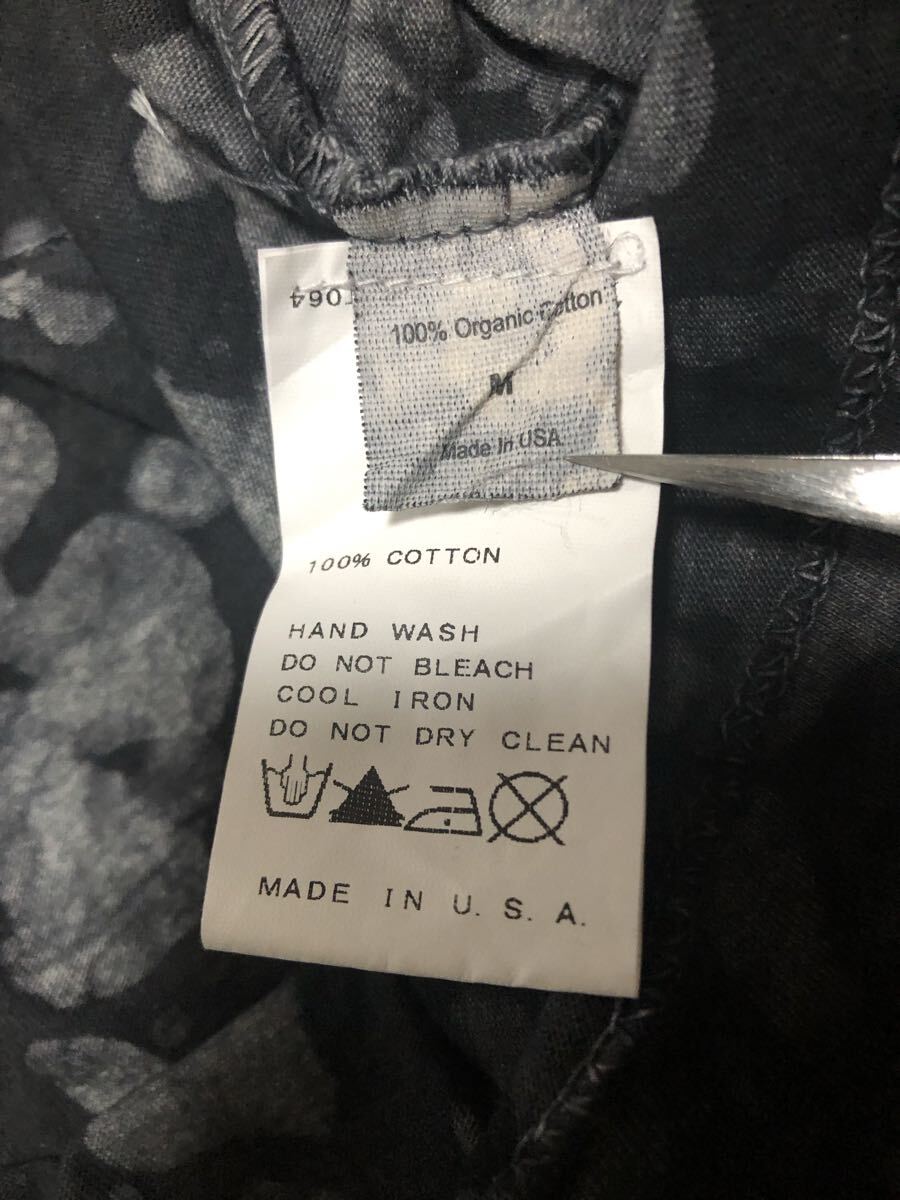 064
100% Organic Cotton
M
Made In USA
100% COTTON
HAND WASH
DO NOT BLEACH
COOL IRON
DO NOT DRY CLEAN
MADE IN U. S. A.